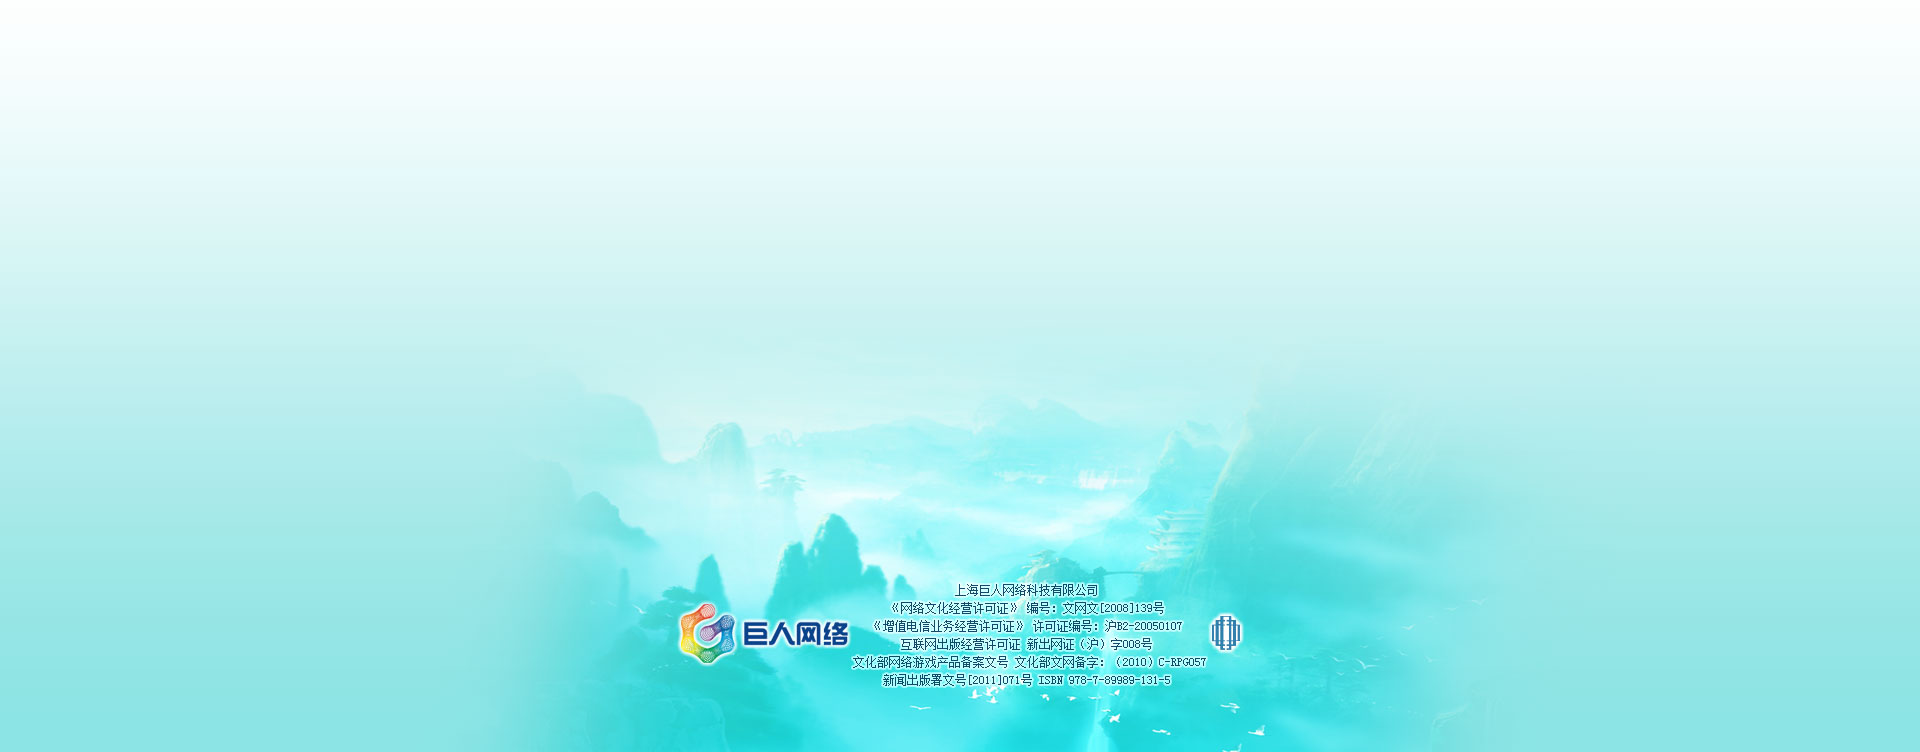 上海巨人网络科技有限公司
《网络文化经营许可证》 编号：文网文[2008]139号
《增值电信业务经营许可证》 许可证编号：沪B2-20050107
巨人网络
互联网出版经营许可证 新出网证（沪）字008号
文化部网络游戏产品备案文号 文化部文网备字：（2010）C-RPG057
新闻出版署文号[2011]071号 ISBN 978-7-89989-131-5